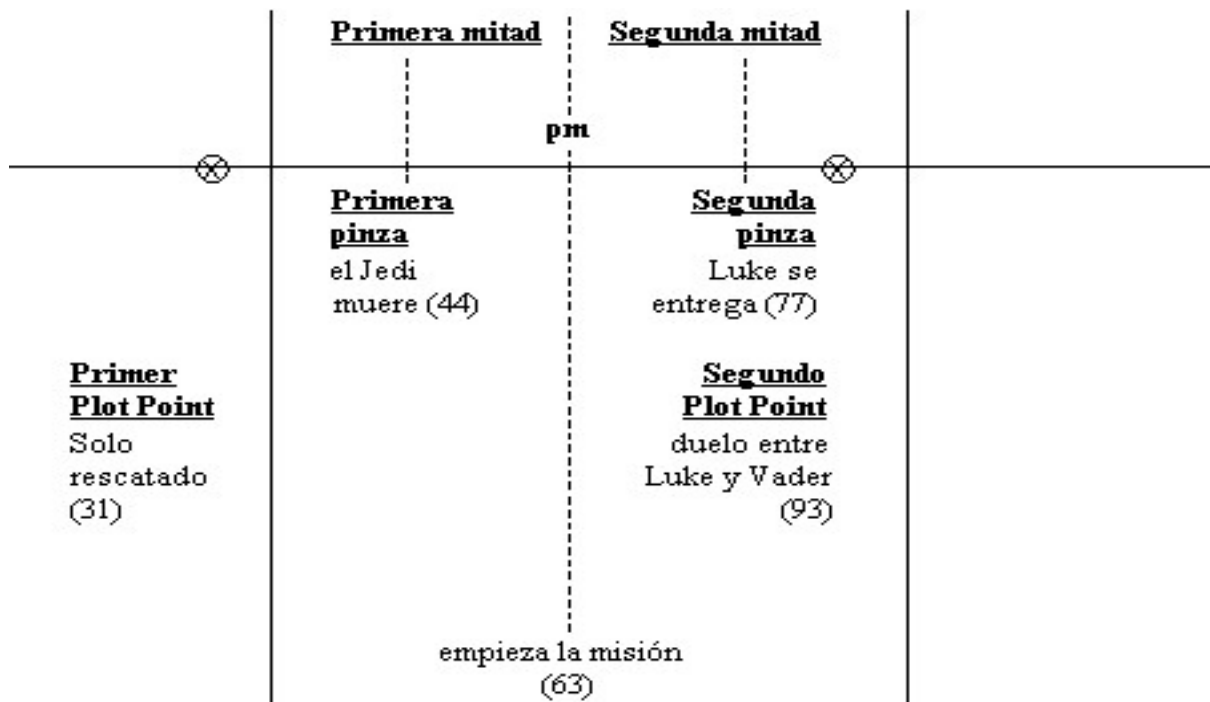 Primera mitad
Segunda mitad
pm
Primera
pinza
el Jedi
muere (44)
Segunda
pinza
Luke se
entrega (77)
Primer
Plot Point
Solo
rescatado
(31)
Segundo
Plot Point
duelo entre
Luke y Vader
(93)
empieza la misión
(63)